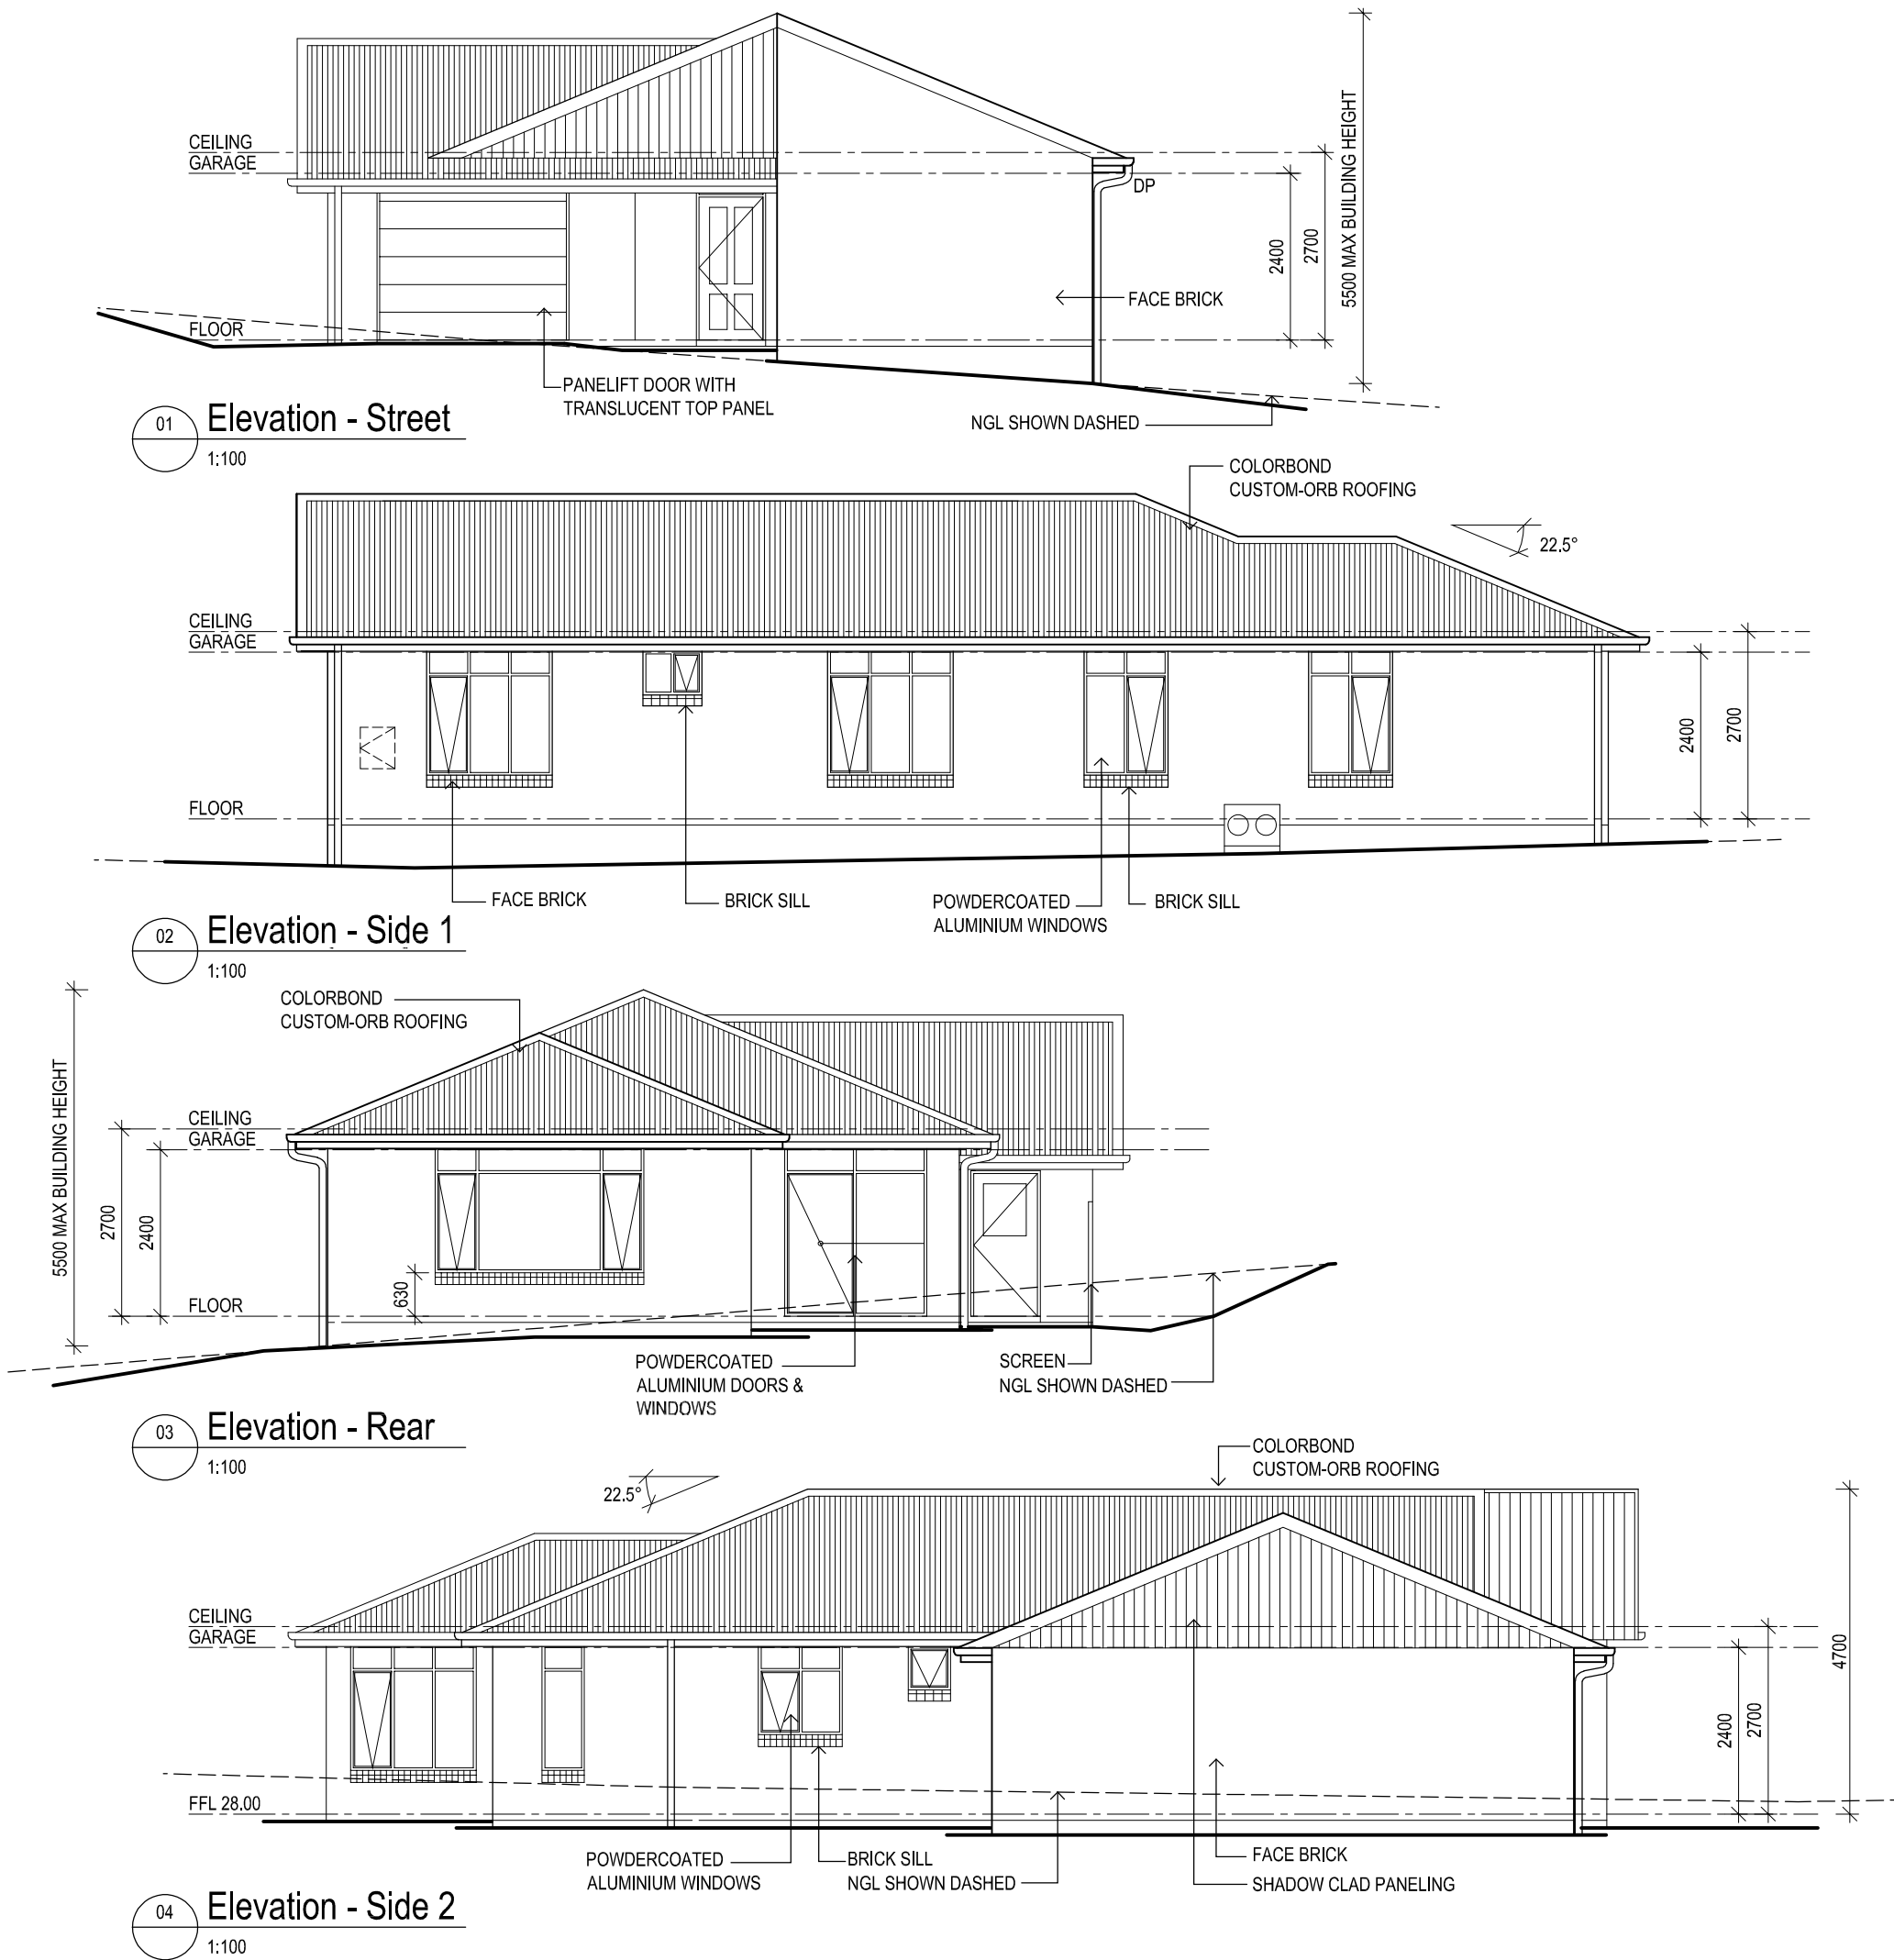 CEILING
GARAGE
DP
2400
2700
5500 MAX BUILDING HEIGHT
FACE BRICK
FLOOR
PANELIFT DOOR WITH
TRANSLUCENT TOP PANEL
NGL SHOWN DASHED
01 Elevation - Street
1:100
COLORBOND
CUSTOM-ORB ROOFING
22.5°
CEILING
GARAGE
2400
2700
FLOOR
FACE BRICK
BRICK SILL
POWDERCOATED
ALUMINIUM WINDOWS
BRICK SILL
02 Elevation - Side 1
1:100
COLORBOND
CUSTOM-ORB ROOFING
5500 MAX BUILDING HEIGHT
CEILING
GARAGE
2700
2400
630
FLOOR
POWDERCOATED
ALUMINIUM DOORS &
WINDOWS
SCREEN
NGL SHOWN DASHED
03 Elevation - Rear
1:100
COLORBOND
CUSTOM-ORB ROOFING
22.5°
CEILING
GARAGE
2400
2700
4700
FFL 28.00
POWDERCOATED
ALUMINIUM WINDOWS
BRICK SILL
NGL SHOWN DASHED
FACE BRICK
SHADOW CLAD PANELING
04 Elevation - Side 2
1:100